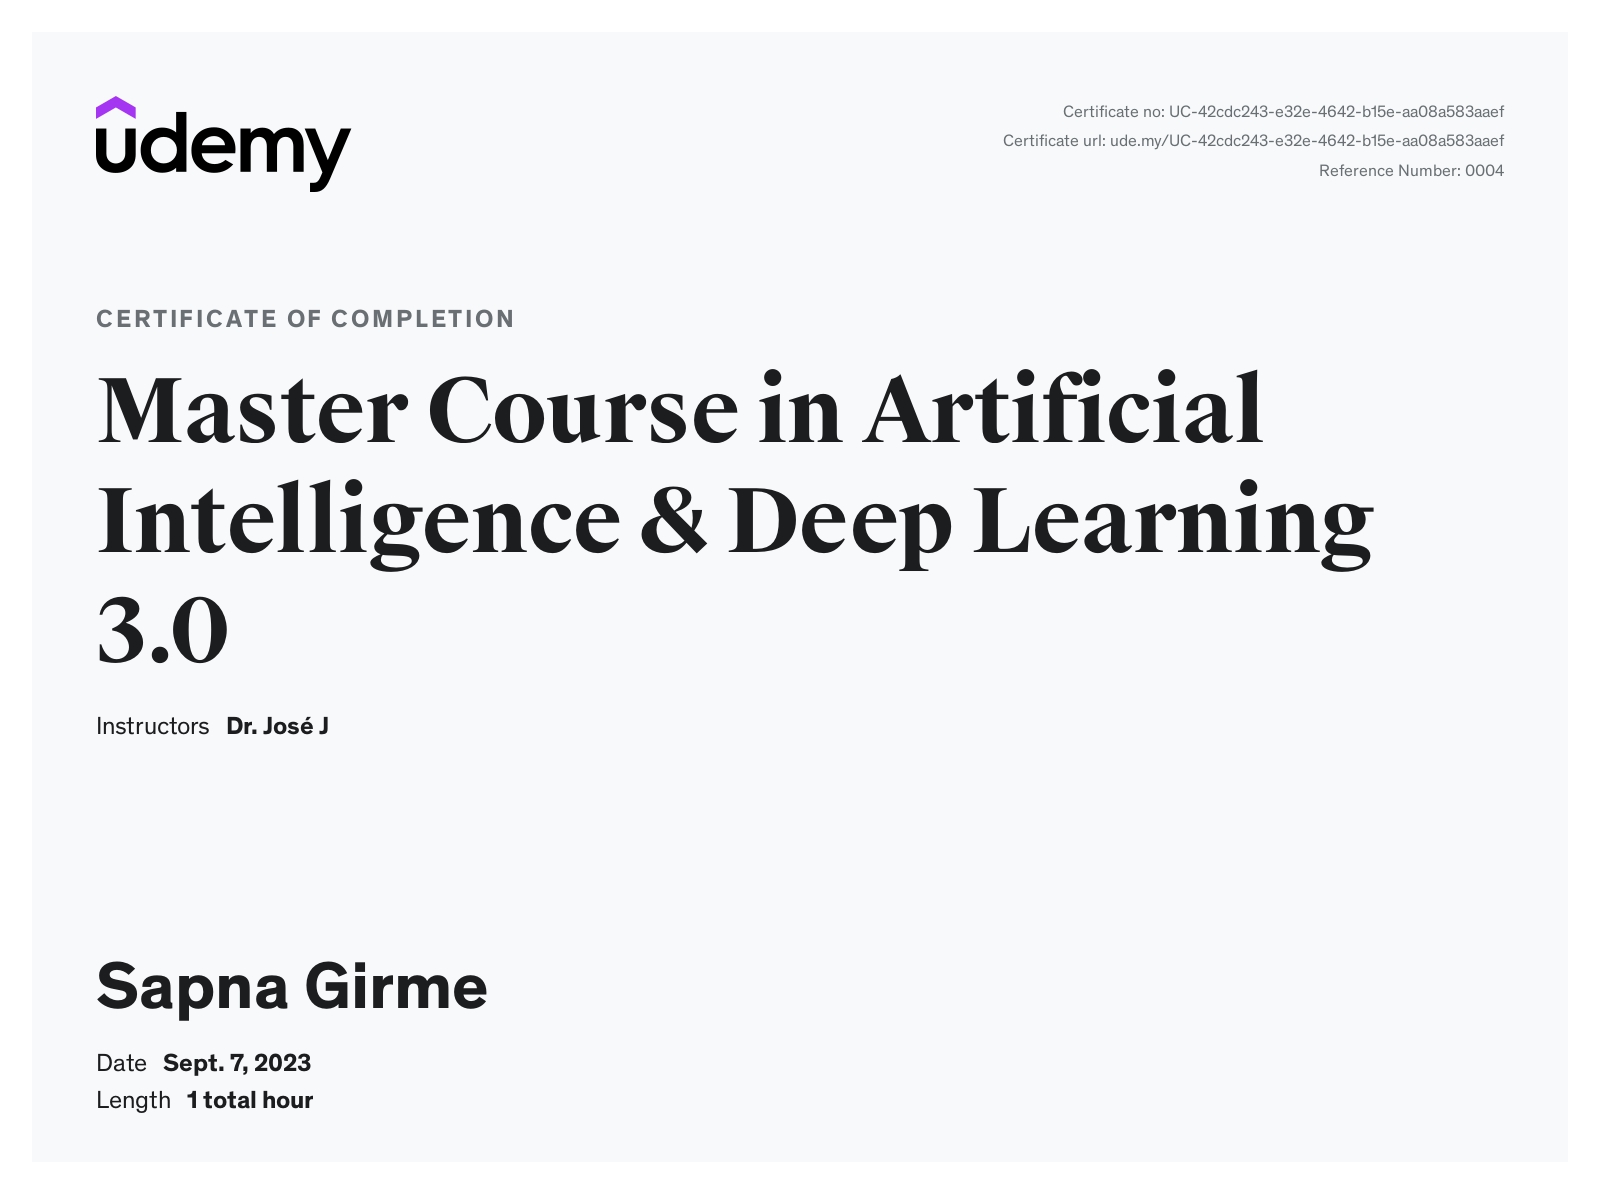 udemy
Certificate no: UC-42cdc243-e32e-4642-b15e-aa08a583aaef
Certificate url: ude.my/UC-42cdc243-e32e-4642-b15e-aa08a583aaef
Reference Number: 0004
CERTIFICATE OF COMPLETION
Master Course in Artificial
Intelligence & Deep Learning
3.0
Instructors Dr. José J
Sapna Girme
Date Sept. 7, 2023
Length 1 total hour